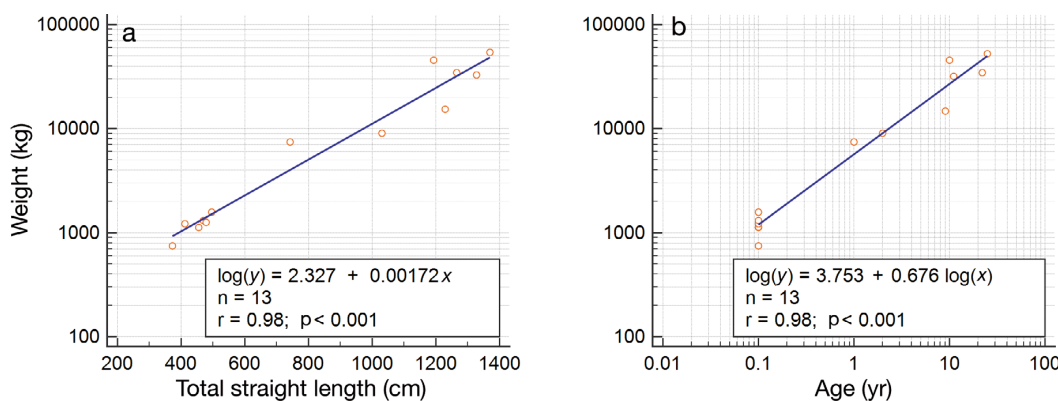 a
100000
10000
1000
100
Weight (kg)
log(y) = 2.327 + 0.00172x
n = 13
r = 0.98; p< 0.001
200 400 600 800 1000 1200 1400
Total straight length (cm)
b
100000
10000
1000
100
log(y) = 3.753 + 0.676 log(x)
n = 13
r = 0.98; p< 0.001
0.01 0.1 1 10 100
Age (yr)